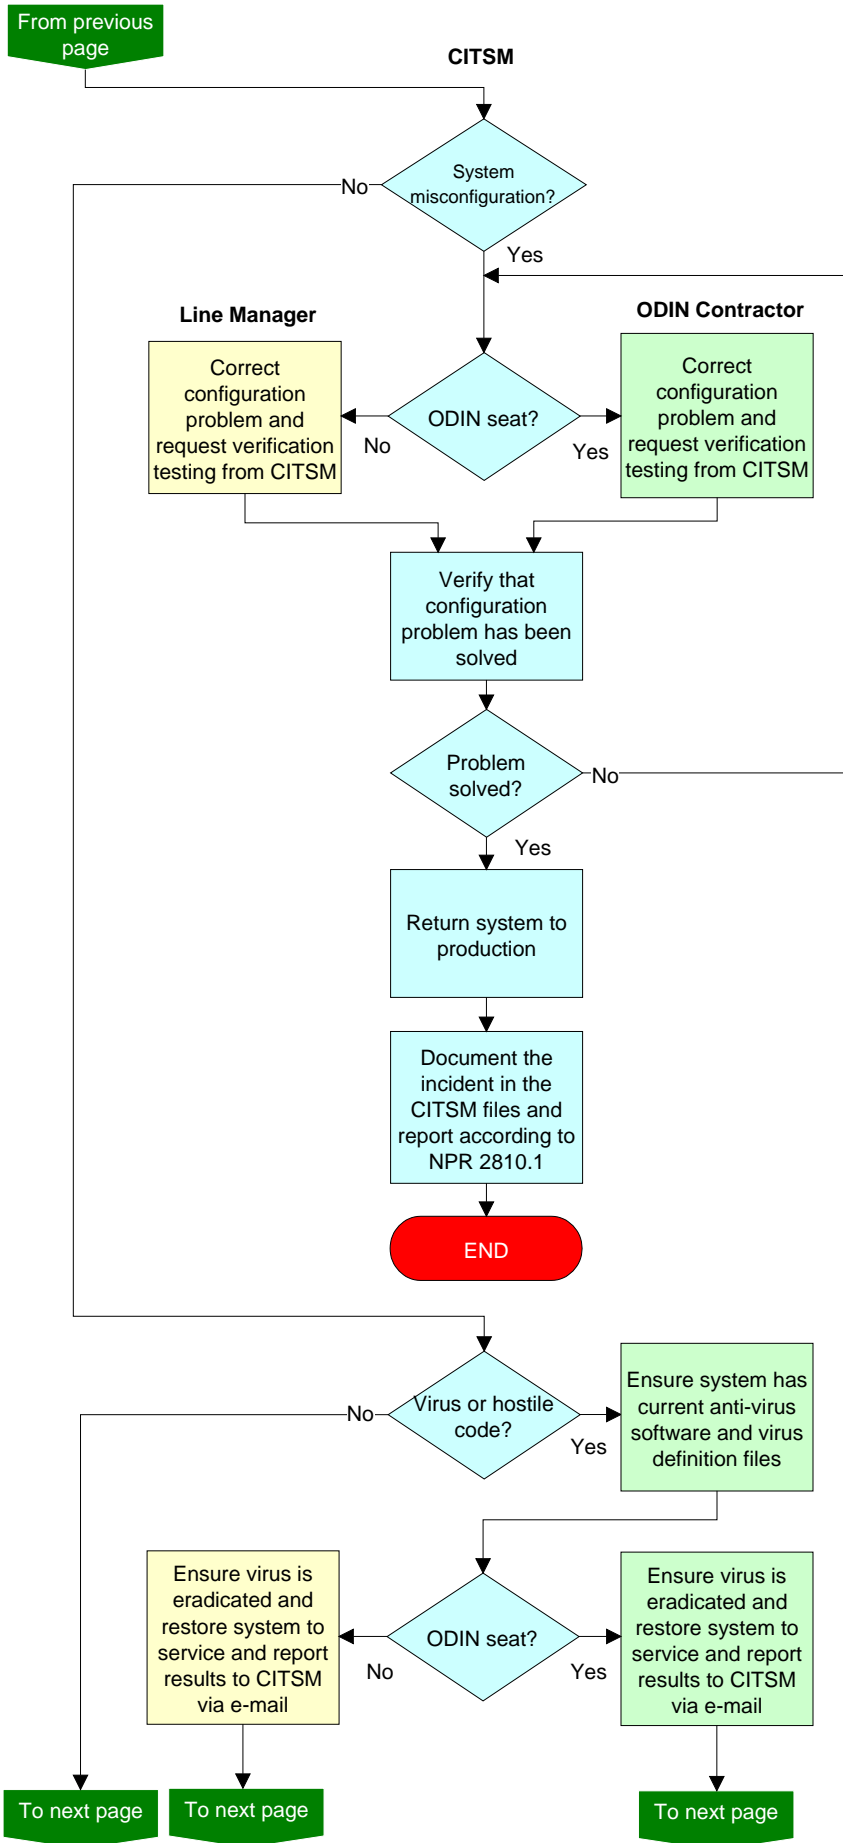 From previous
page
CITSM
System
misconfiguration?
No
Yes
Line Manager
ODIN Contractor
Correct
configuration
problem and
request verification
testing from CITSM
ODIN seat?
No
Yes
Correct
configuration
problem and
request verification
testing from CITSM
Verify that
configuration
problem has been
solved
Problem
solved?
No
Yes
Return system to
production
Document the
incident in the
CITSM files and
report according to
NPR 2810.1
END
Virus or hostile
code?
No
Yes
Ensure system has
current anti-virus
software and virus
definition files
Ensure virus is
eradicated and
restore system to
service and report
results to CITSM
via e-mail
ODIN seat?
No
Yes
Ensure virus is
eradicated and
restore system to
service and report
results to CITSM
via e-mail
To next page
To next page
To next page